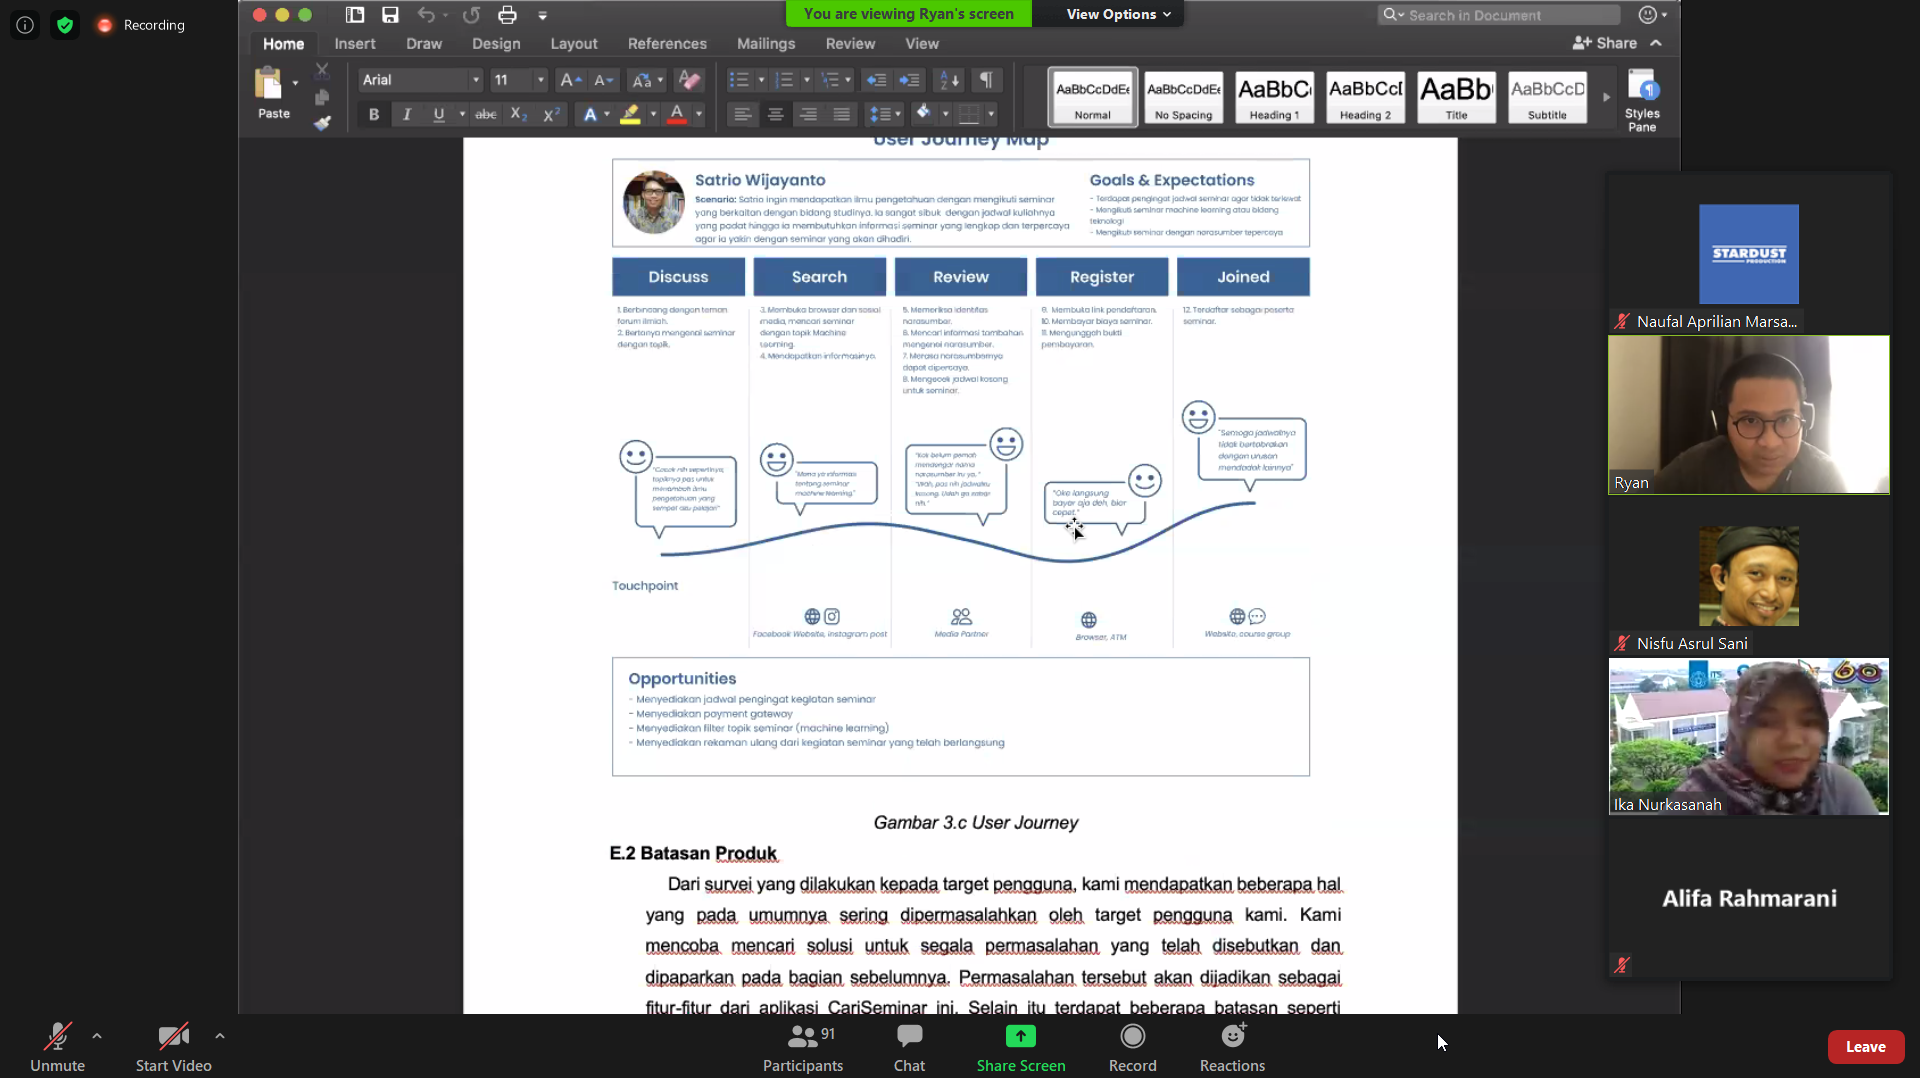 Recording
You are viewing Ryan's screen
View Options
Search in Document
Home Insert Draw Design Layout References Mailings Review View
Share
Paste
Arial 11
AaBbCcDdEe
Normal
AaBbCcDdEe
No Spacing
AaBbC
Heading 1
AaBbCcD
Heading 2
AaBb
Title
AaBbCcD
Subtitle
Styles Pane
User Journey Map
Satrio Wijayanto
Scenario: Satrio ingin mendapatkan ilmu pengetahuan dengan mengikuti seminar
yang berkaitan dengan bidang studinya. Ia sangat sibuk dengan jadwal kuliahnya
yang padat hingga ia membutuhkan informasi seminar yang lengkap dan terpercaya
agar ia yakin dengan seminar yang akan dihadiri.
Goals & Expectations
- Terdapat pengingat jadwal seminar agar tidak terlewat
- Mengikuti seminar machine learning atau bidang
teknologi
- Mengikuti seminar dengan narasumber tepercaya
Discuss
Search
Review
Register
Joined
1. Berbincang dengan teman
forum ilmiah.
2. Bertanya mengenai seminar
dengan topik.
3. Membuka browser dan sosial
media, mencari seminar
dengan topik Machine
Learning.
4. Mendapatkan informasinya.
5. Memeriksa identitas
narasumber.
6. Mencari informasi tambahan
mengenai narasumber.
7. Merasa narasumbernya
dapat dipercaya.
8. Mengecek jadwal kosong
untuk seminar.
9. Membuka link pendaftaran.
10. Membayar biaya seminar.
11. Mengunggah bukti
pembayaran.
12. Terdaftar sebagai peserta
seminar.
"Cocok nih sepertinya,
topiknya pas untuk
menambah ilmu
pengetahuan yang
sempat aku pelajari"
"Mana ya informasi
tentang seminar
machine learning."
"Kok belum pernah
mendengar nama
narasumber itu ya."
"Wah, pas nih jadwalku
kosong. Udah ga sabar
nih."
"Oke langsung
bayar aja deh, biar
cepet."
"Semoga jadwalnya
tidak bertabrakan
dengan urusan
mendadak lainnya"
Touchpoint
Facebook Website, Instagram post
Media Partner
Browser, ATM
Website, course group
Opportunities
- Menyediakan jadwal pengingat kegiatan seminar
- Menyediakan payment gateway
- Menyediakan filter topik seminar (machine learning)
- Menyediakan rekaman ulang dari kegiatan seminar yang telah berlangsung
Gambar 3.c User Journey
E.2 Batasan Produk
Dari survei yang dilakukan kepada target pengguna, kami mendapatkan beberapa hal
yang pada umumnya sering dipermasalahkan oleh target pengguna kami. Kami
mencoba mencari solusi untuk segala permasalahan yang telah disebutkan dan
dipaparkan pada bagian sebelumnya. Permasalahan tersebut akan dijadikan sebagai
fitur-fitur dari aplikasi CariSeminar ini. Selain itu terdapat beberapa batasan seperti
STARDUST
PRODUCTION
Naufal Aprilian Marsa...
Ryan
Nisfu Asrul Sani
Ika Nurkasanah
Alifa Rahmarani
Unmute
Start Video
91
Participants
Chat
Share Screen
Record
Reactions
Leave